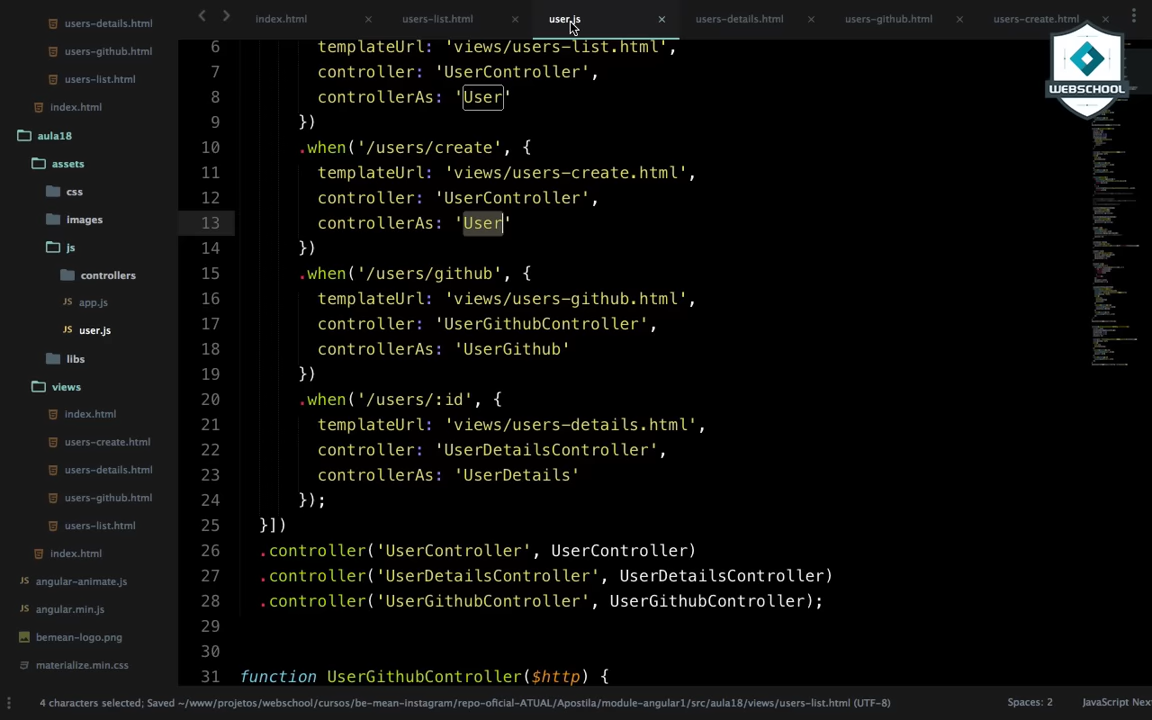 users-details.html
users-github.html
users-list.html
index.html
aula18
assets
css
images
js
controllers
app.js
user.js
libs
views
index.html
users-create.html
users-details.html
users-github.html
users-list.html
index.html
angular-animate.js
angular.min.js
bemean-logo.png
materialize.min.css
index.html
users-list.html
user.js
users-details.html
users-github.html
users-create.html
WEBSCHOOL
6 templateUrl: 'views/users-list.html',
7 controller: 'UserController',
8 controllerAs: 'User'
9 })
10 .when('/users/create', {
11 templateUrl: 'views/users-create.html',
12 controller: 'UserController',
13 controllerAs: 'User'
14 })
15 .when('/users/github', {
16 templateUrl: 'views/users-github.html',
17 controller: 'UserGithubController',
18 controllerAs: 'UserGithub'
19 })
20 .when('/users/:id', {
21 templateUrl: 'views/users-details.html',
22 controller: 'UserDetailsController',
23 controllerAs: 'UserDetails'
24 });
25 }])
26 .controller('UserController', UserController)
27 .controller('UserDetailsController', UserDetailsController)
28 .controller('UserGithubController', UserGithubController);
29
30
31 function UserGithubController($http) {
4 characters selected; Saved ~/www/projetos/webschool/cursos/be-mean-instagram/repo-oficial-ATUAL/Apostila/module-angular1/src/aula18/views/users-list.html (UTF-8)
Spaces: 2
JavaScript Nex